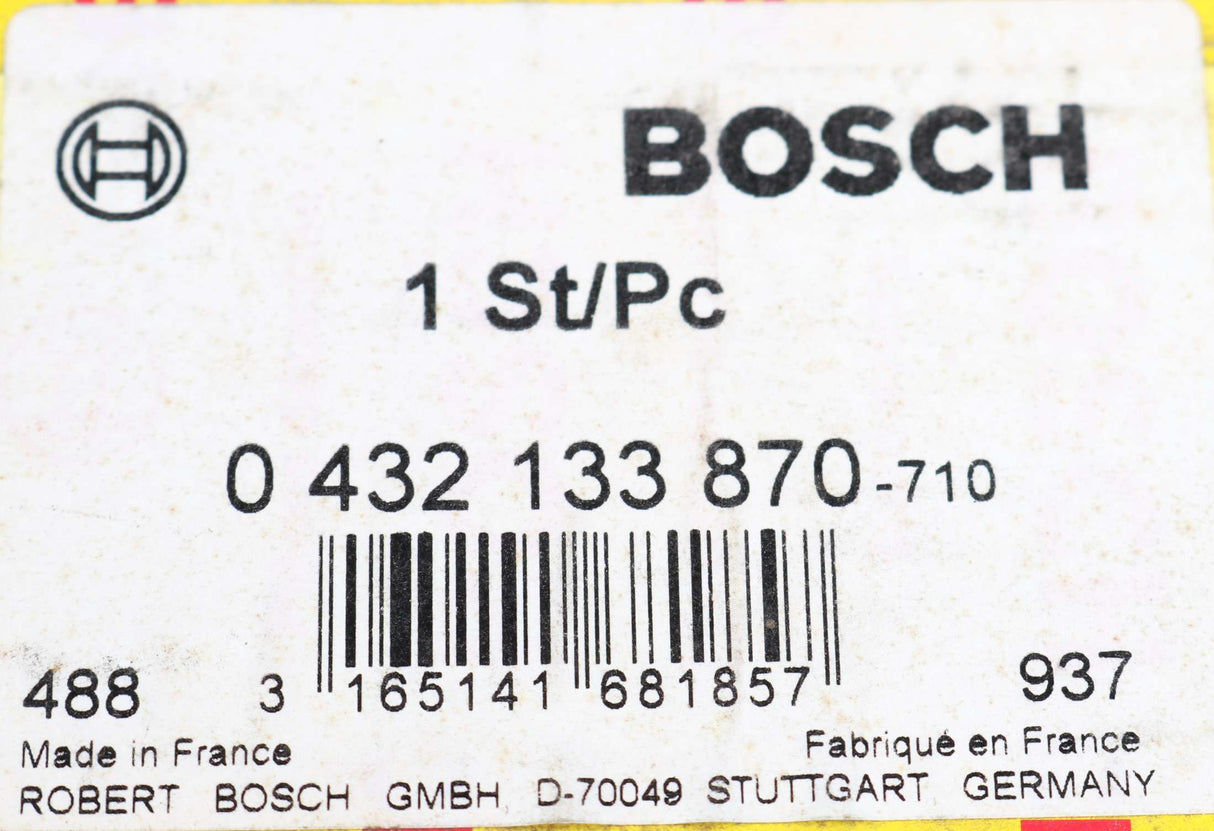 BOSCH
1 St/Pc
0 432 133 870-710
488 3 165141 681857 937
Made in France Fabriqué en France
ROBERT BOSCH GMBH D-70049 STUTTGART GERMANY